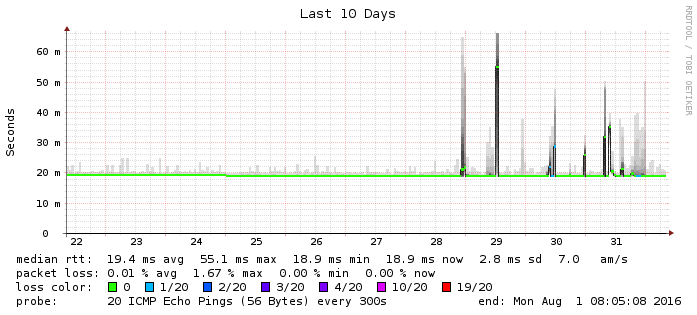 Last 10 Days
RRDTOOL / TOBI OETIKER
Seconds
60 m
50 m
40 m
30 m
20 m
10 m
0
22 23 24 25 26 27 28 29 30 31
median rtt: 19.4 ms avg 55.1 ms max 18.9 ms min 18.9 ms now 2.8 ms sd 7.0 am/s
packet loss: 0.01 % avg 1.67 % max 0.00 % min 0.00 % now
loss color: 0 1/20 2/20 3/20 4/20 10/20 19/20
probe: 20 ICMP Echo Pings (56 Bytes) every 300s end: Mon Aug 1 08:05:08 2016